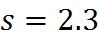 s = 2.3